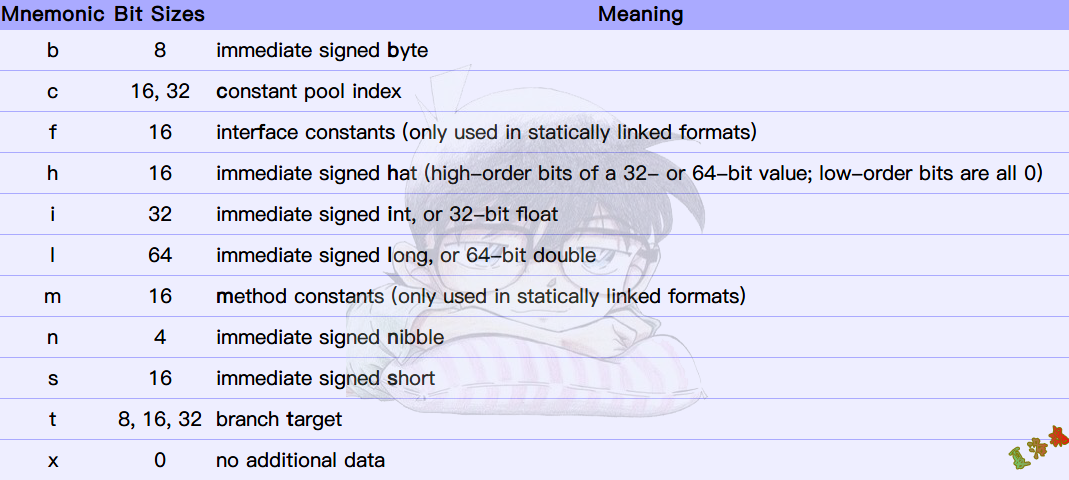 Mnemonic Bit Sizes Meaning
b 8 immediate signed byte
c 16, 32 constant pool index
f 16 interface constants (only used in statically linked formats)
h 16 immediate signed hat (high-order bits of a 32- or 64-bit value; low-order bits are all 0)
i 32 immediate signed int, or 32-bit float
l 64 immediate signed long, or 64-bit double
m 16 method constants (only used in statically linked formats)
n 4 immediate signed nibble
s 16 immediate signed short
t 8, 16, 32 branch target
x 0 no additional data